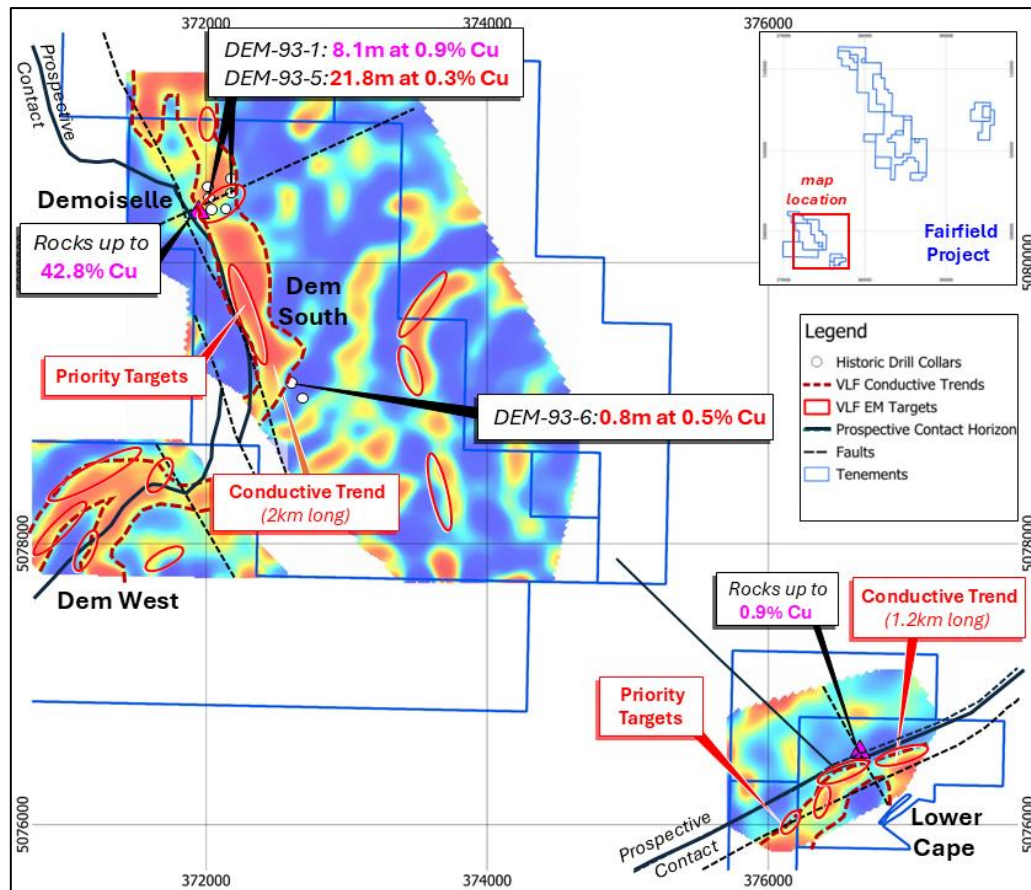 372000
374000
376000
DEM-93-1: 8.1m at 0.9% Cu
DEM-93-5: 21.8m at 0.3% Cu
Prospective
Contact
Demoiselle
Rocks up to
42.8% Cu
Dem
South
Priority Targets
DEM-93-6: 0.8m at 0.5% Cu
Conductive Trend
(2km long)
Dem West
map
location
Fairfield
Project
Legend
Historic Drill Collars
VLF Conductive Trends
VLF EM Targets
Prospective Contact Horizon
Faults
Tenements
5080000
5078000
5078000
Rocks up to
0.9% Cu
Conductive Trend
(1.2km long)
Priority
Targets
Lower
Cape
Prospective
Contact
5076000
5076000
372000
374000
376000